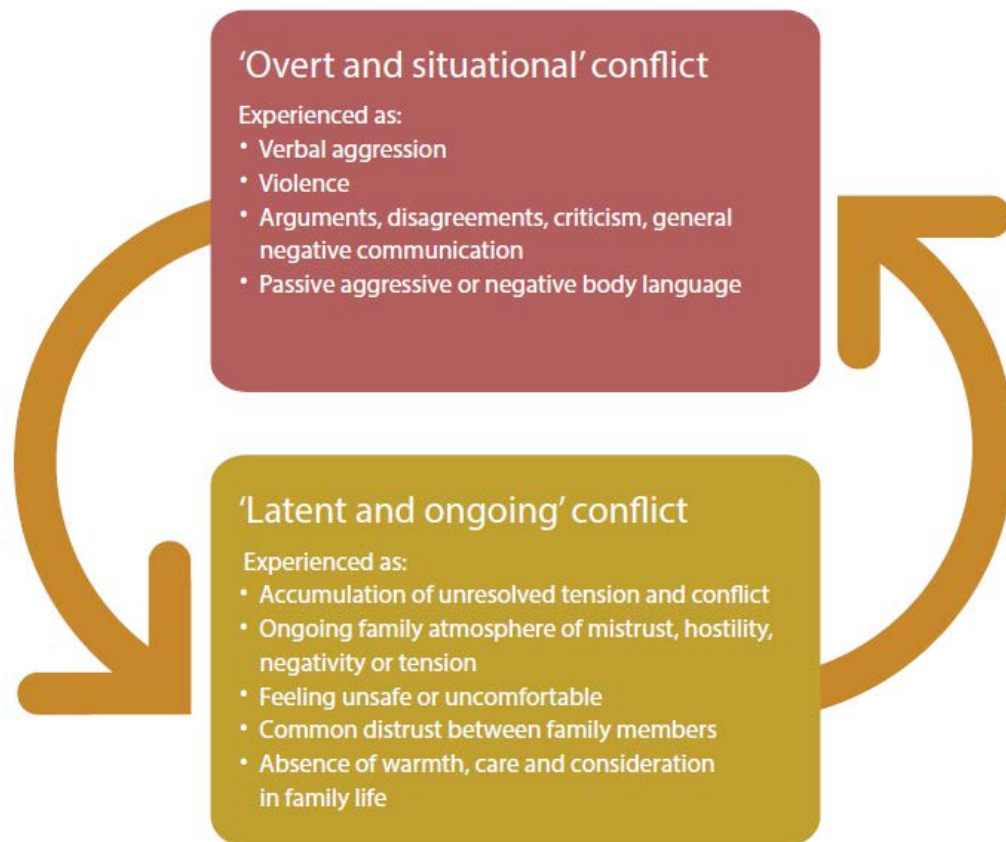 ‘Overt and situational’ conflict
Experienced as:
• Verbal aggression
• Violence
• Arguments, disagreements, criticism, general
negative communication
• Passive aggressive or negative body language
‘Latent and ongoing’ conflict
Experienced as:
• Accumulation of unresolved tension and conflict
• Ongoing family atmosphere of mistrust, hostility,
negativity or tension
• Feeling unsafe or uncomfortable
• Common distrust between family members
• Absence of warmth, care and consideration
in family life